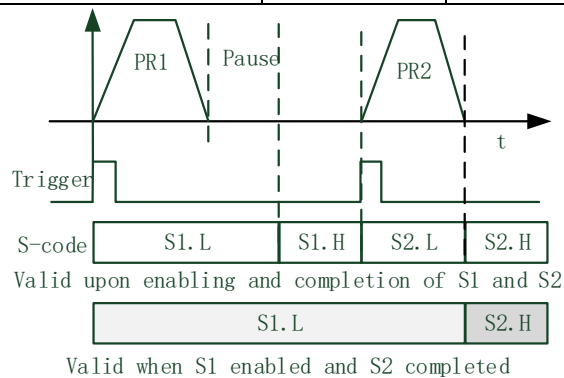 PR1 Pause PR2
t
Trigger
S-code S1.L S1.H S2.L S2.H
Valid upon enabling and completion of S1 and S2
S1.L S2.H
Valid when S1 enabled and S2 completed